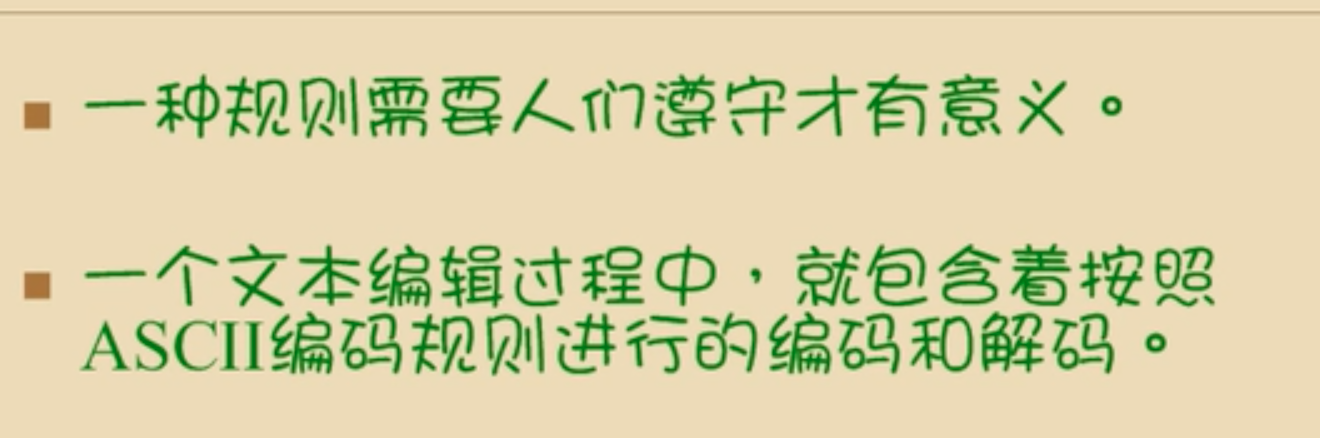 一种规则需要人们遵守才有意义。
一个文本编辑过程中，就包含着按照
ASCII编码规则进行的编码和解码。